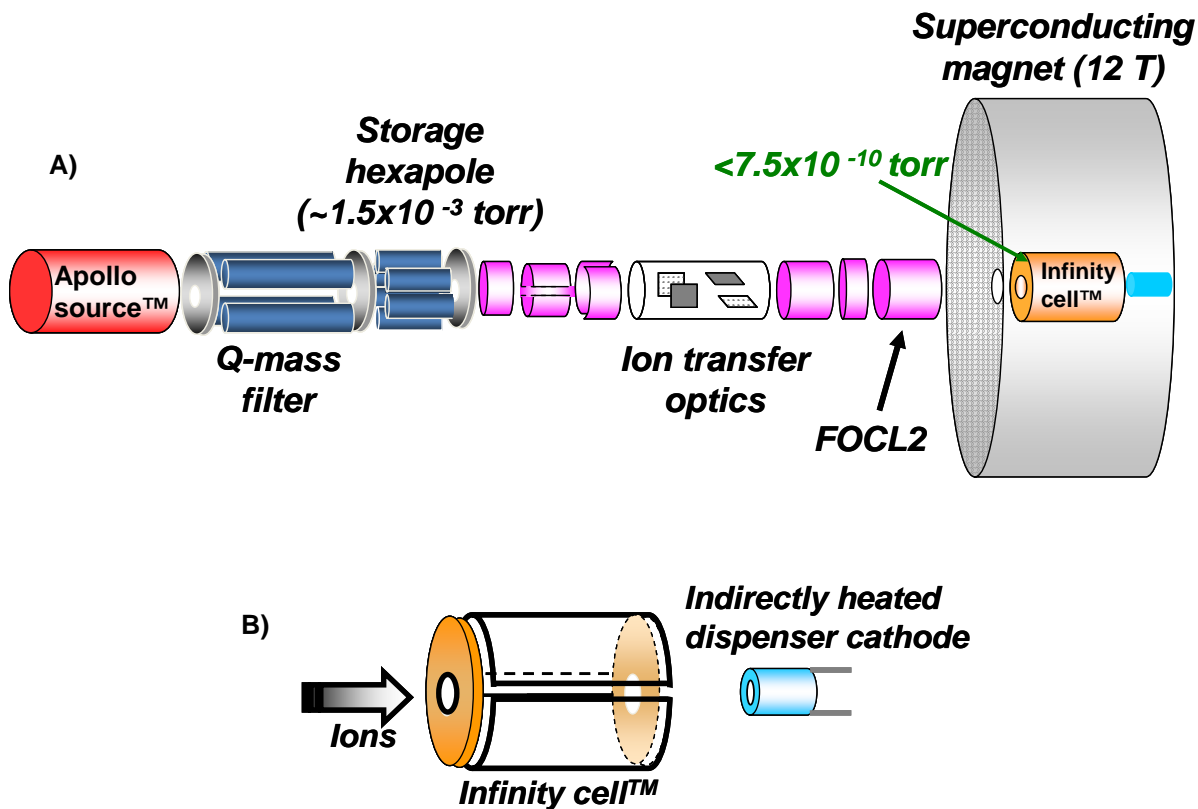 Superconducting
magnet (12 T)
A)
Storage
hexapole
(~1.5x10 -3 torr)
<7.5x10 -10 torr
Apollo
source™
Infinity
cell™
Q-mass
filter
Ion transfer
optics
FOCL2
B)
Indirectly heated
dispenser cathode
Ions
Infinity cell™